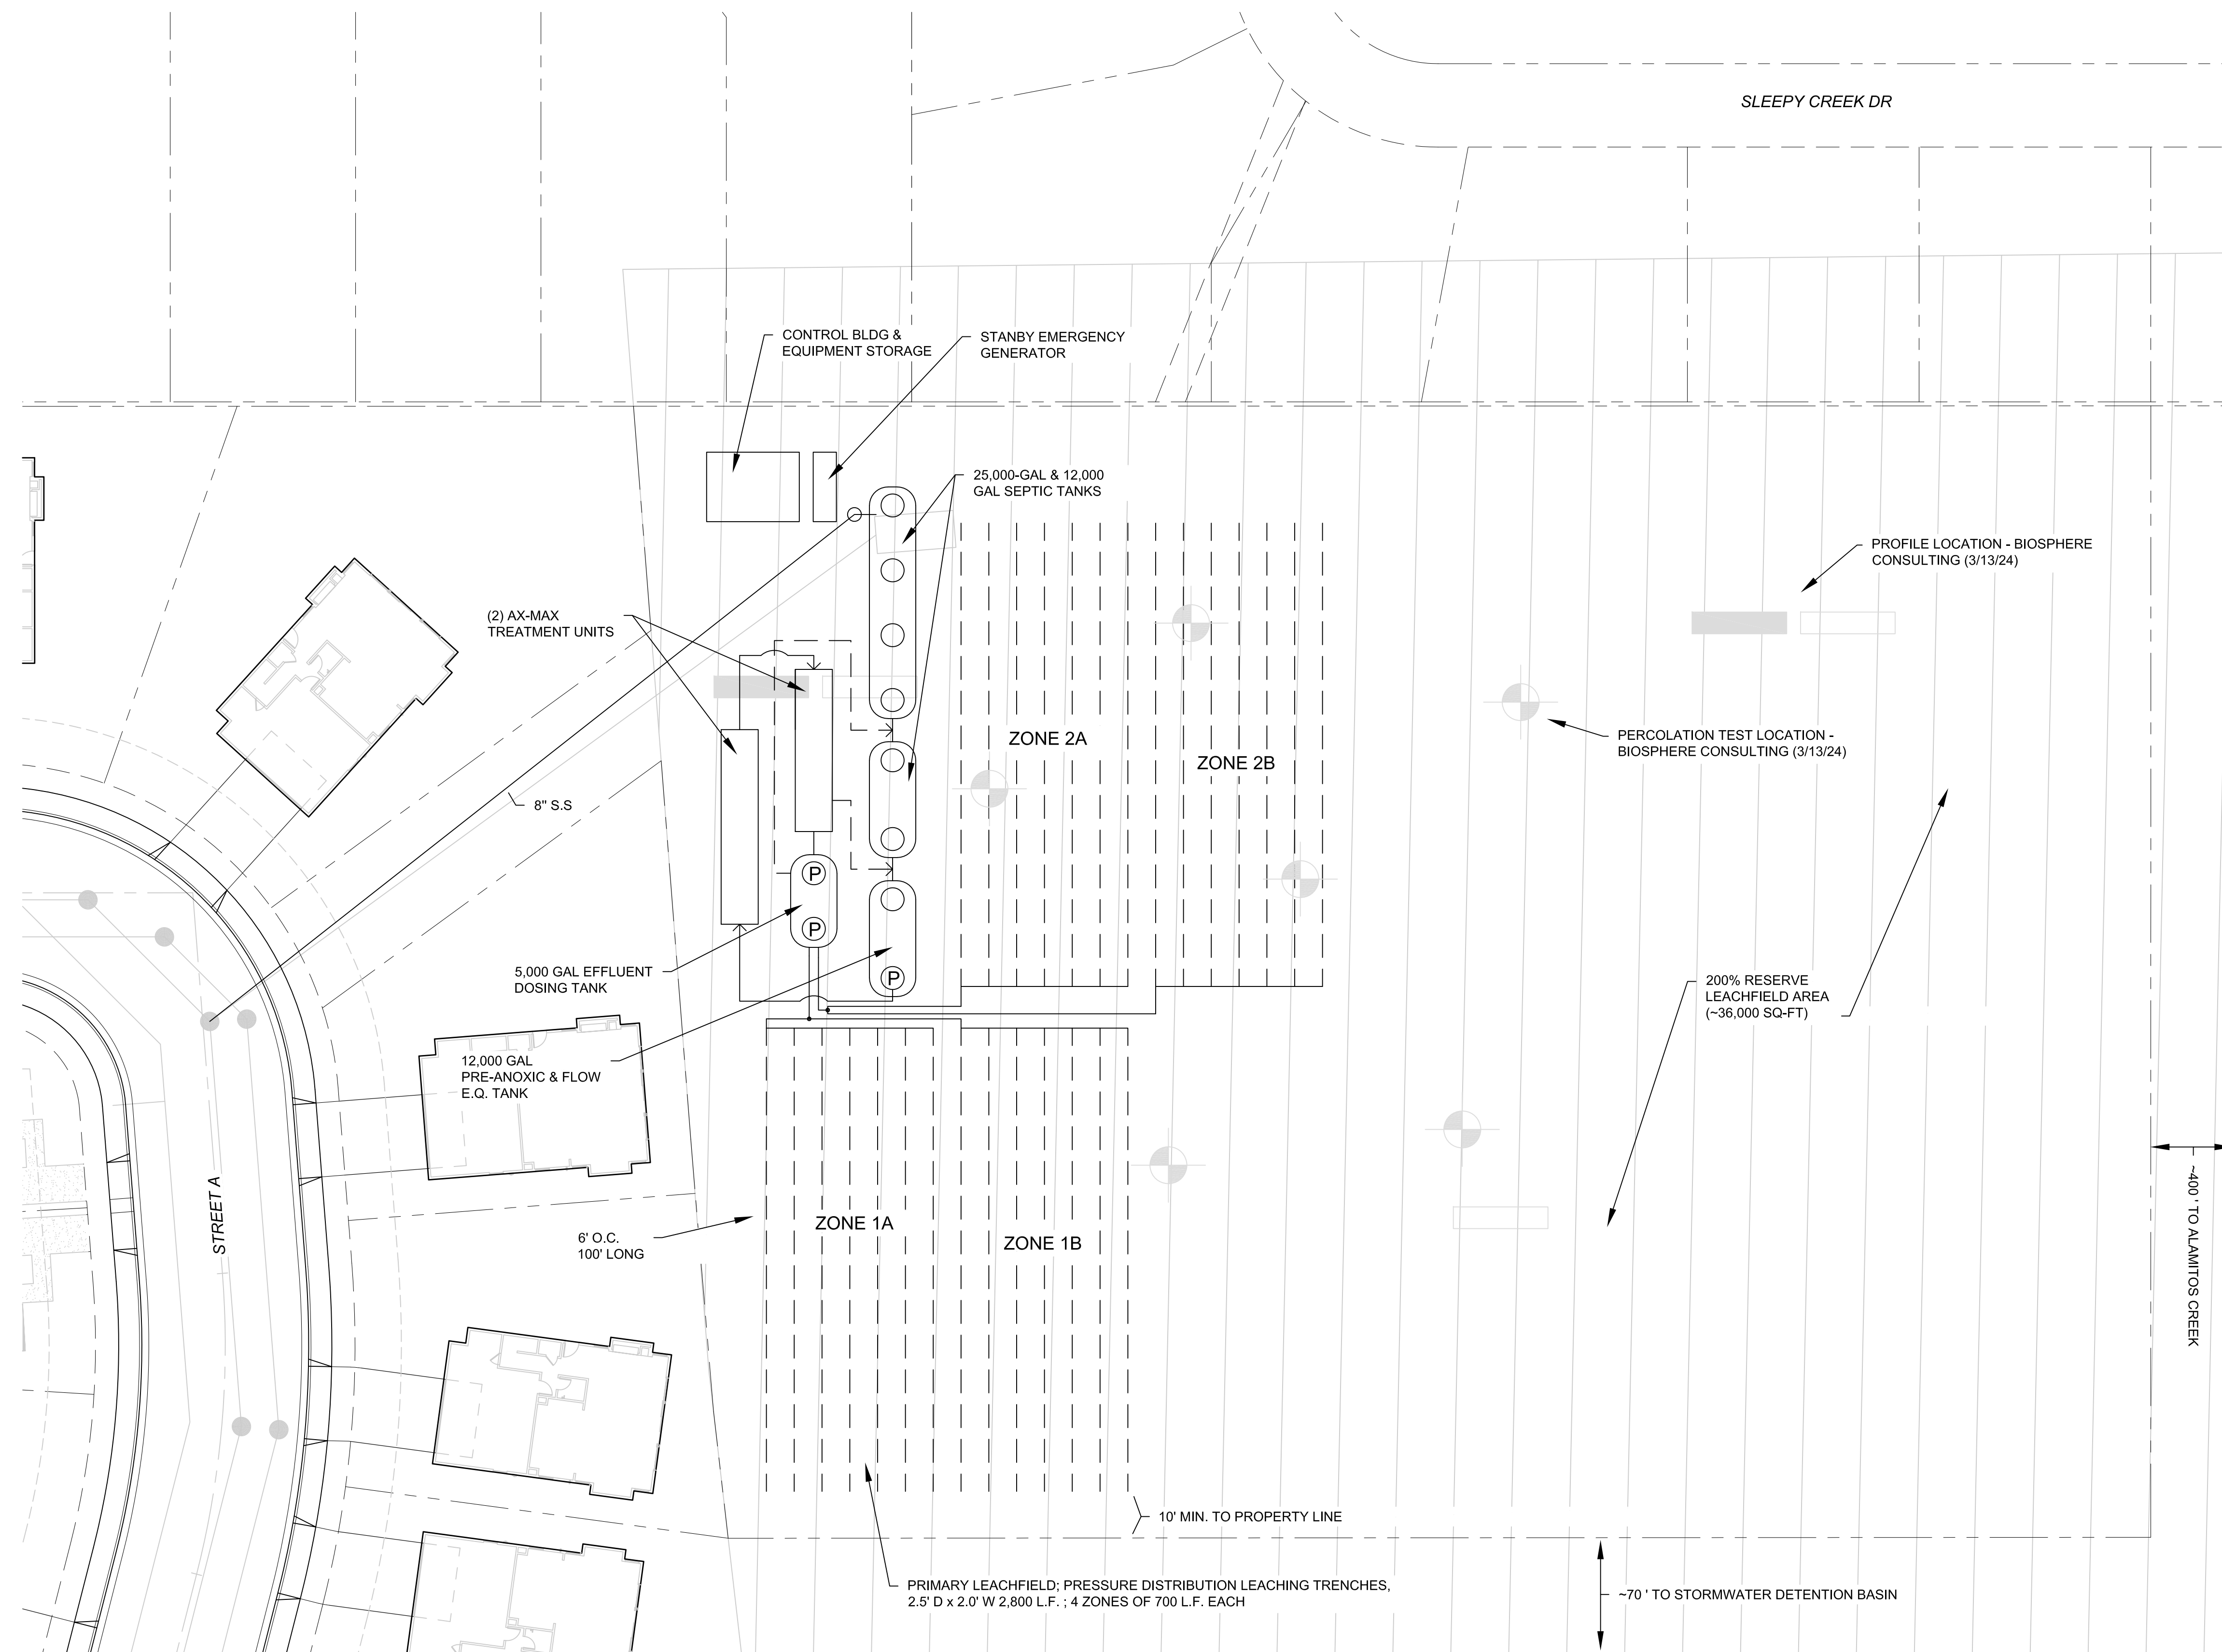 SLEEPY CREEK DR
CONTROL BLDG &
EQUIPMENT STORAGE
STANBY EMERGENCY
GENERATOR
25,000-GAL & 12,000
GAL SEPTIC TANKS
PROFILE LOCATION - BIOSPHERE
CONSULTING (3/13/24)
(2) AX-MAX
TREATMENT UNITS
PERCOLATION TEST LOCATION -
BIOSPHERE CONSULTING (3/13/24)
ZONE 2A
ZONE 2B
8" S.S
P
P
P
5,000 GAL EFFLUENT
DOSING TANK
200% RESERVE
LEACHFIELD AREA
(~36,000 SQ-FT)
12,000 GAL
PRE-ANOXIC & FLOW
E.Q. TANK
STREET A
ZONE 1A
ZONE 1B
6' O.C.
100' LONG
~400 ' TO ALAMITOS CREEK
10' MIN. TO PROPERTY LINE
PRIMARY LEACHFIELD; PRESSURE DISTRIBUTION LEACHING TRENCHES,
2.5' D x 2.0' W 2,800 L.F. ; 4 ZONES OF 700 L.F. EACH
~70 ' TO STORMWATER DETENTION BASIN